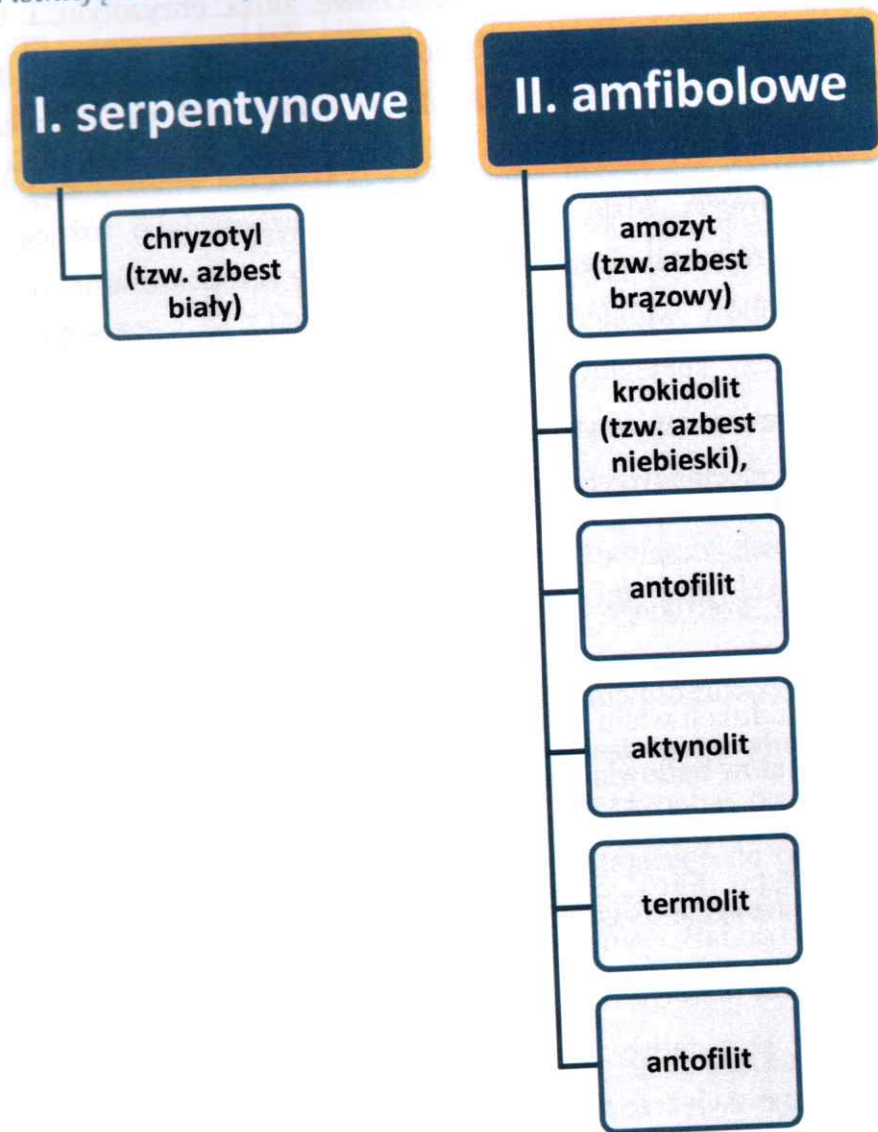 I. serpentynowe
chryzotyl
(tzw. azbest
biały)
II. amfibolowe
amozyt
(tzw. azbest
brązowy)
krokidolit
(tzw. azbest
niebieski),
antofilit
aktynolit
termolit
antofilit